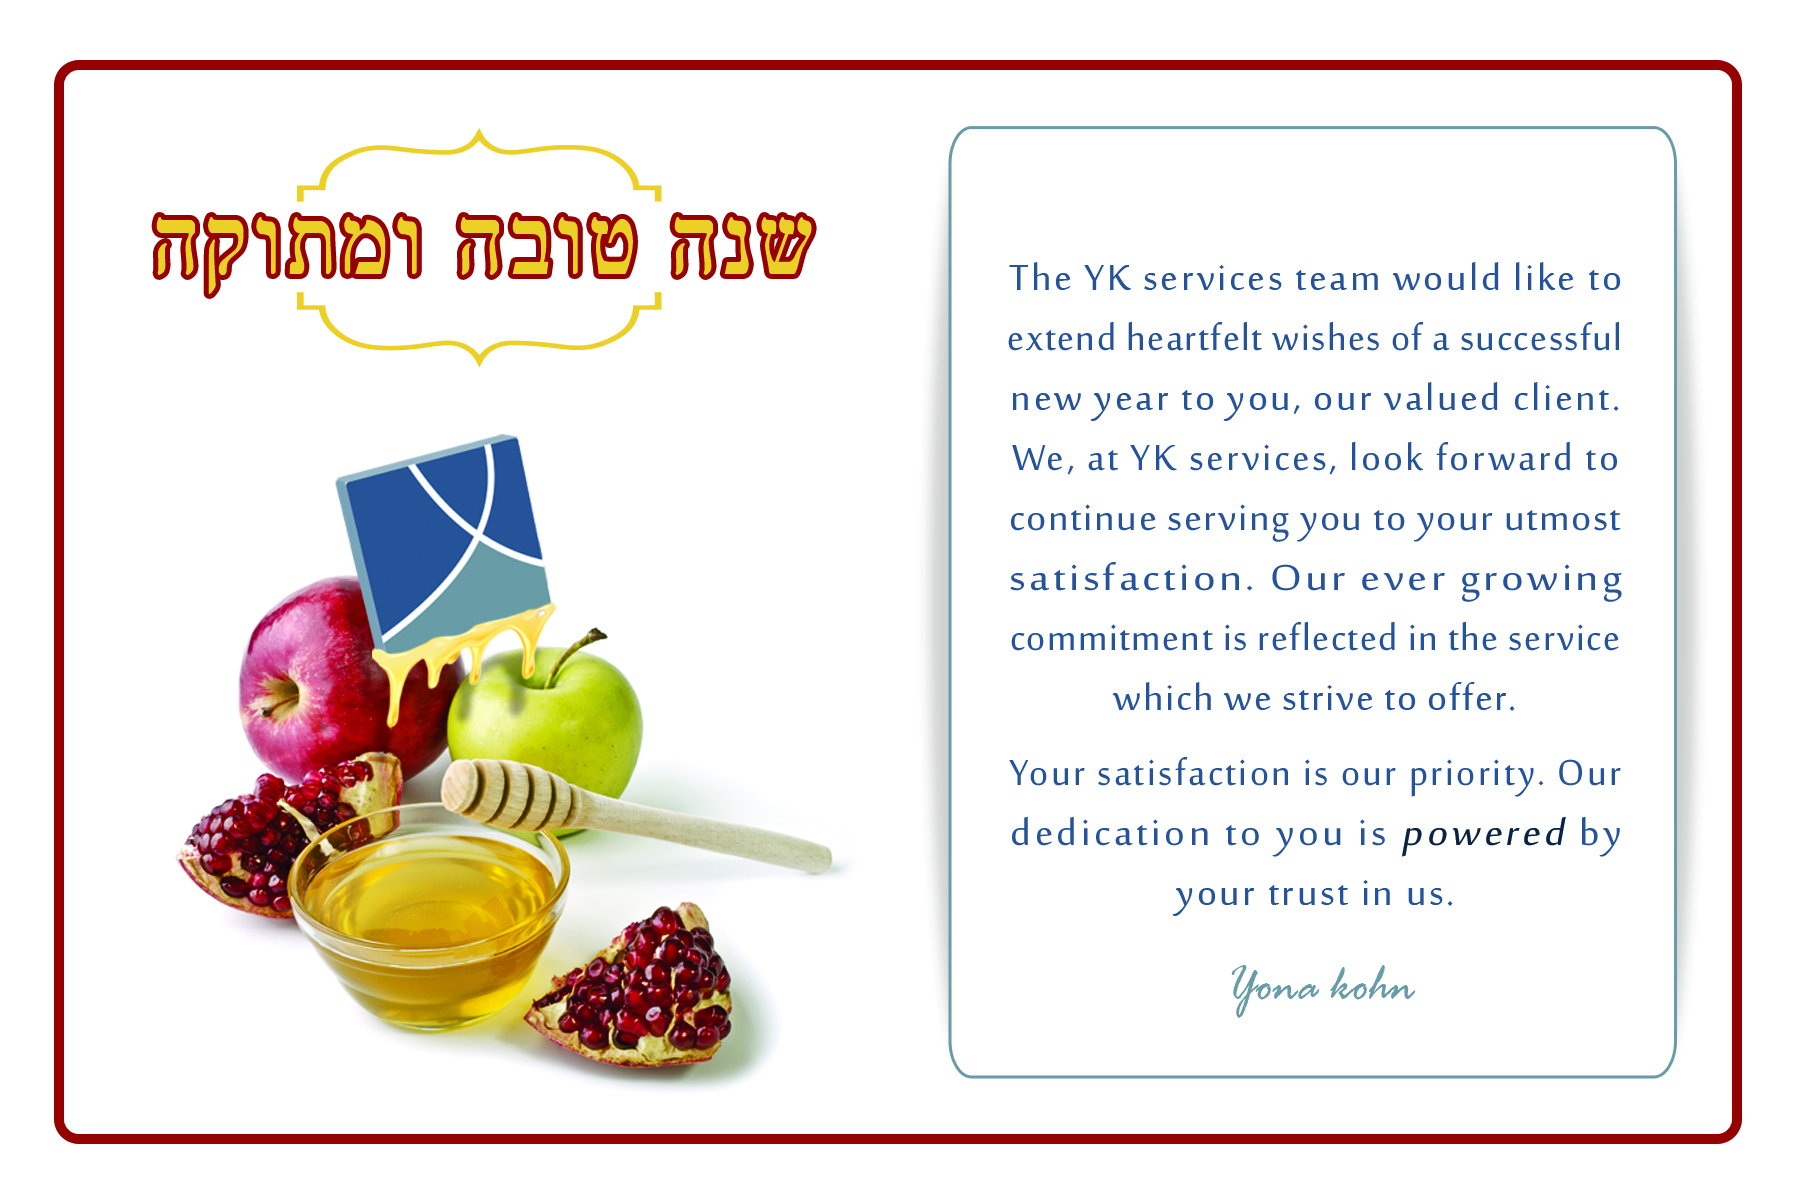 שנה טובה ומתוקה
The YK services team would like to
extend heartfelt wishes of a successful
new year to you, our valued client.
We, at YK services, look forward to
continue serving you to your utmost
satisfaction. Our ever growing
commitment is reflected in the service
which we strive to offer.
Your satisfaction is our priority. Our
dedication to you is powered by
your trust in us.
Yona kohn